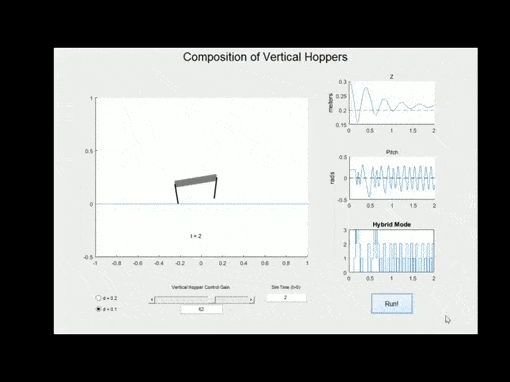 Composition of Vertical Hoppers
Z
0.3
0.25
0.2
0.15
meters
0 0.5 1 1.5 2
Pitch
0.5
0
-0.5
rads
0 0.5 1 1.5 2
Hybrid Mode
3
2
1
0
0 0.5 1 1.5 2
1
0.5
0
-0.5
t = 2
-1 -0.8 -0.6 -0.4 -0.2 0 0.2 0.4 0.6 0.8 1
d = 0.2
d = 0.1
Vertical Hopper Control Gain
62
Sim Time (t>0)
2
Run!